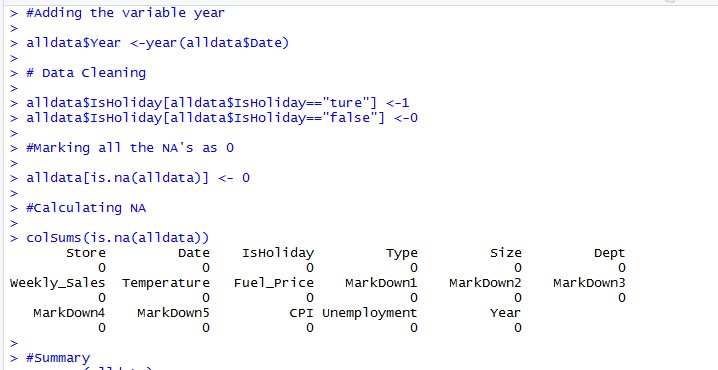 > #Adding the variable year
>
> alldata$Year <-year(alldata$Date)
>
> # Data Cleaning
>
> alldata$IsHoliday[alldata$IsHoliday=="ture"] <-1
> alldata$IsHoliday[alldata$IsHoliday=="false"] <-0
>
> #Marking all the NA's as 0
>
> alldata[is.na(alldata)] <- 0
>
> #Calculating NA
>
> colSums(is.na(alldata))
Store Date IsHoliday Type Size Dept
0 0 0 0 0 0
Weekly_Sales Temperature Fuel_Price MarkDown1 MarkDown2 MarkDown3
0 0 0 0 0 0
MarkDown4 MarkDown5 CPI Unemployment Year
0 0 0 0 0
>
> #Summary